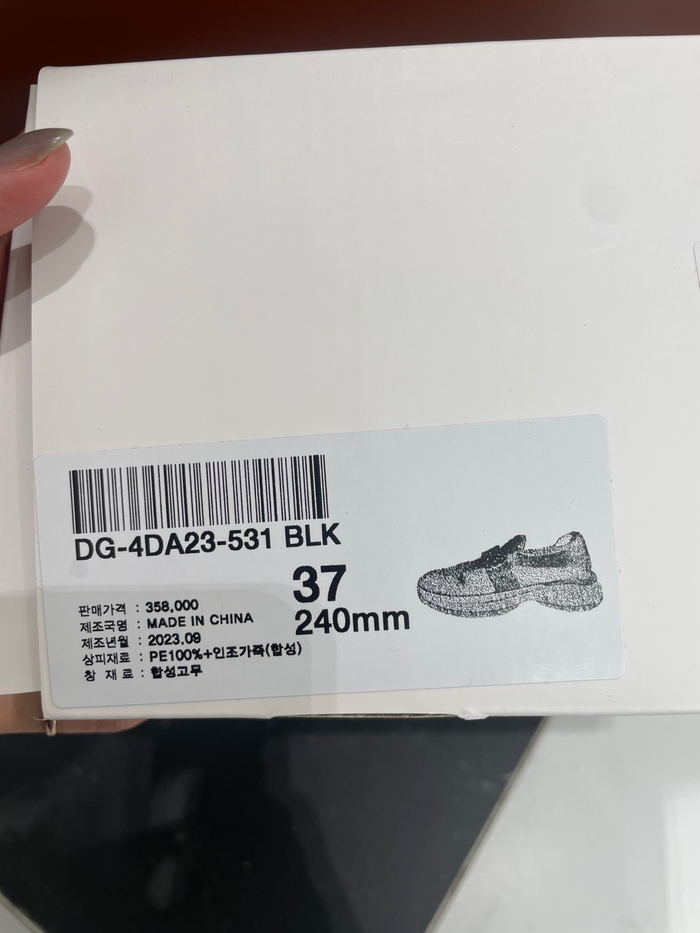 DG-4DA23-531 BLK
37
240mm
판매가격 : 358,000
제조국명 : MADE IN CHINA
제조년월 : 2023.09
상피재료 : PE100%+인조가죽(합성)
창 재 료 : 합성고무